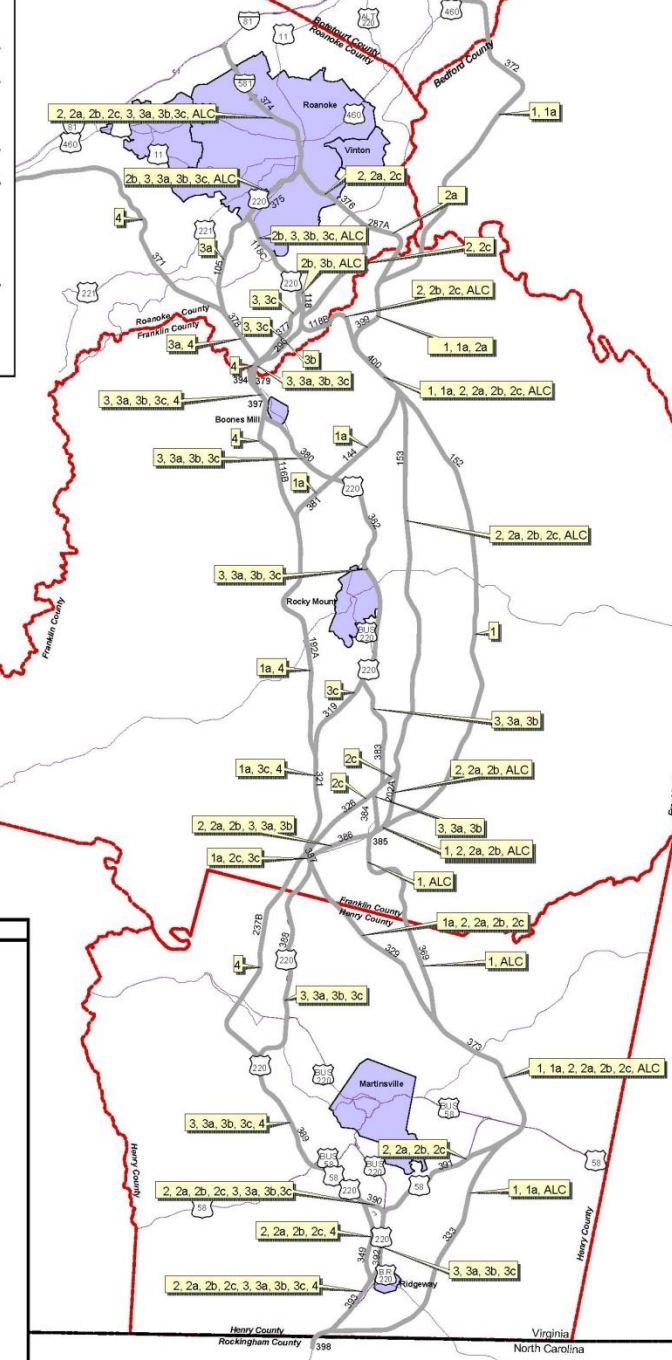 81
11
ALT 220
460
Botetourt County
Roanoke County
Bedford County
372
581
374
Roanoke
460
1, 1a
2, 2a, 2b, 2c, 3, 3a, 3b,3c, ALC
81
460
11
Vinton
2b, 3, 3a, 3b, 3c, ALC
2, 2a, 2c
220
375
376
2a
4
287A
221
3a
105
118C
2b, 3, 3b, 3c, ALC
2, 2c
371
2b, 3b, ALC
220
221
118
2, 2b, 2c, ALC
3, 3c
Roanoke County
Franklin County
378
3, 3c
377
118B
399
1, 1a, 2a
3a, 4
296
3b
400
4
3, 3a, 3b, 3c
394
379
1, 1a, 2, 2a, 2b, 2c, ALC
3, 3a, 3b, 3c, 4
397
Boones Mill
4
1a
144
3, 3a, 3b, 3c
380
116B
153
152
1a
381
220
382
2, 2a, 2b, 2c, ALC
3, 3a, 3b, 3c
Rocky Mount
Franklin County
BUS 220
1
192A
1a, 4
220
3c
319
3, 3a, 3b
383
2c
1a, 3c, 4
321
2, 2a, 2b, ALC
2c
202A
326
384
3, 3a, 3b
2, 2a, 2b, 3, 3a, 3b
386
385
1, 2, 2a, 2b, ALC
1a, 2c, 3c
387
1, ALC
Franklin County
Henry County
237B
388
1a, 2, 2a, 2b, 2c
329
369
4
220
1, ALC
3, 3a, 3b, 3c
373
220
BUS 220
1, 1a, 2, 2a, 2b, 2c, ALC
Martinsville
BUS 58
3, 3a, 3b, 3c, 4
389
Henry County
BUS 58
BUS 220
2, 2a, 2b, 2c
58
58
391
58
220
2, 2a, 2b, 2c, 3, 3a, 3b,3c
390
1, 1a, ALC
58
2, 2a, 2b, 2c, 4
220
333
Henry County
349
392
3, 3a, 3b, 3c
B.R. 220
Ridgeway
2, 2a, 2b, 2c, 3, 3a, 3b, 3c, 4
393
Henry County
Rockingham County
Virginia
North Carolina
398